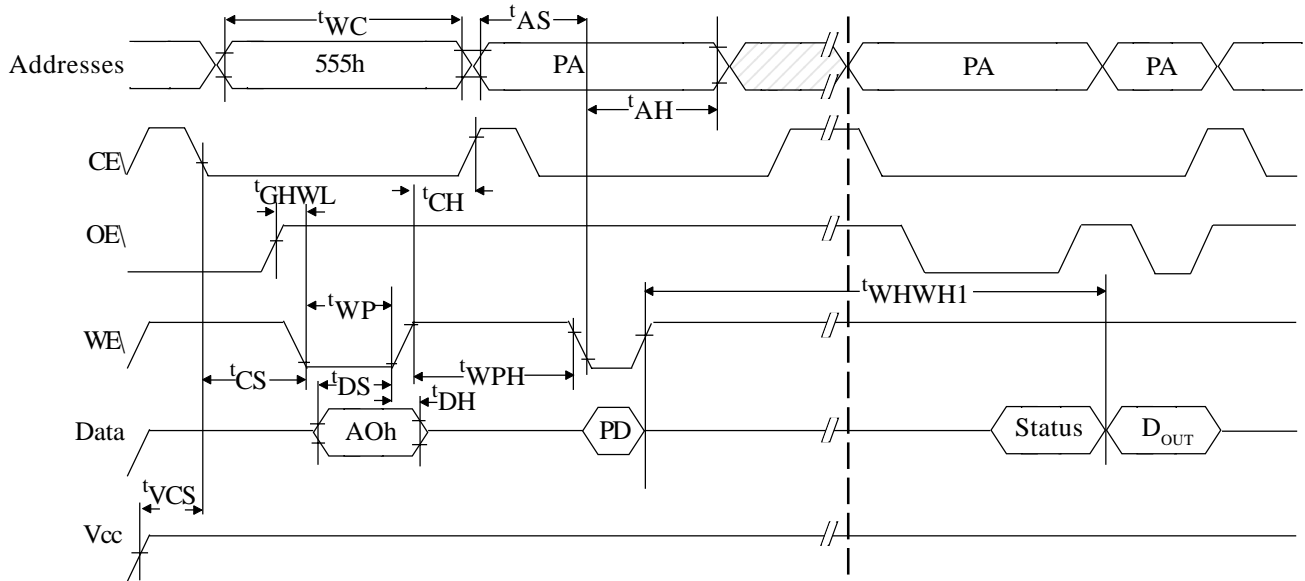 tWC
tAS
Addresses
555h
PA
PA
PA
tAH
CE\
tGHWL
tCH
OE\
tWHWH1
tWP
WE\
tCS
tDS
tWPH
tDH
Data
AOh
PD
Status
DOUT
tVCS
Vcc